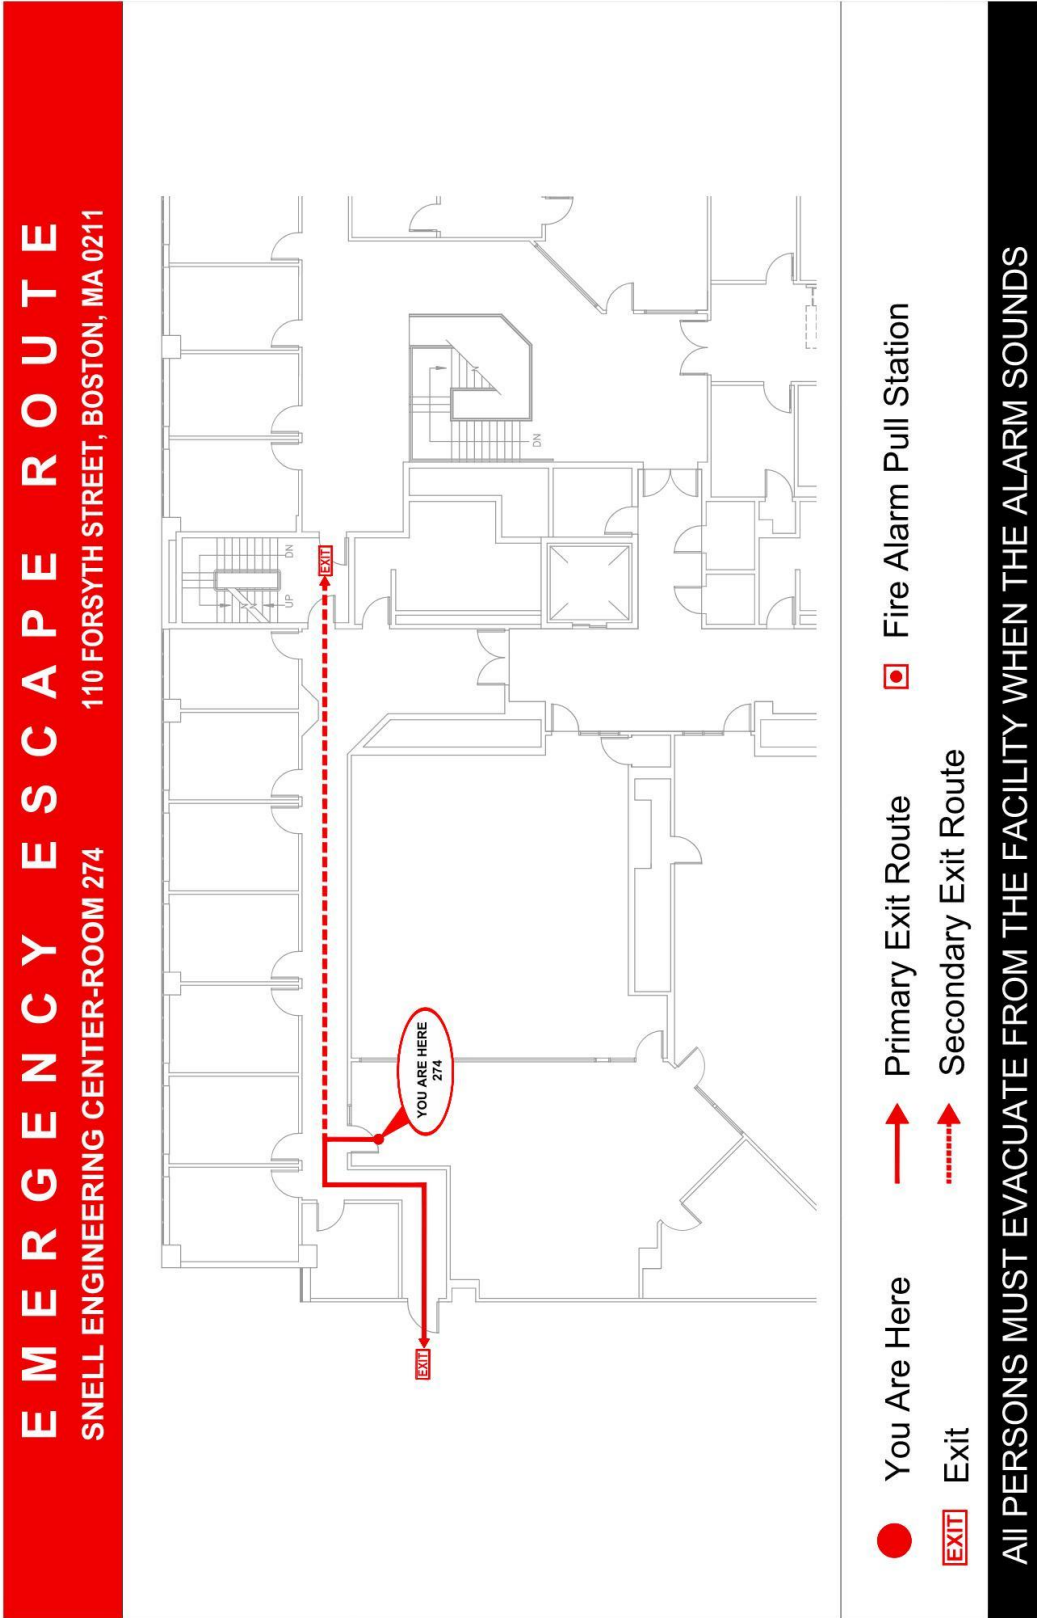 EMERGENCY ESCAPE ROUTE
SNELL ENGINEERING CENTER-ROOM 274
110 FORSYTH STREET, BOSTON, MA 0211
EXIT
YOU ARE HERE
274
EXIT
UP
DN
DN
You Are Here
Primary Exit Route
Fire Alarm Pull Station
EXIT
Exit
Secondary Exit Route
All PERSONS MUST EVACUATE FROM THE FACILITY WHEN THE ALARM SOUNDS